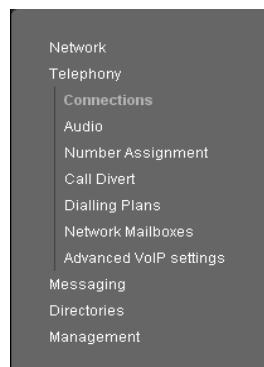 Network
Telephony
Connections
Audio
Number Assignment
Call Divert
Dialling Plans
Network Mailboxes
Advanced VoIP settings
Messaging
Directories
Management